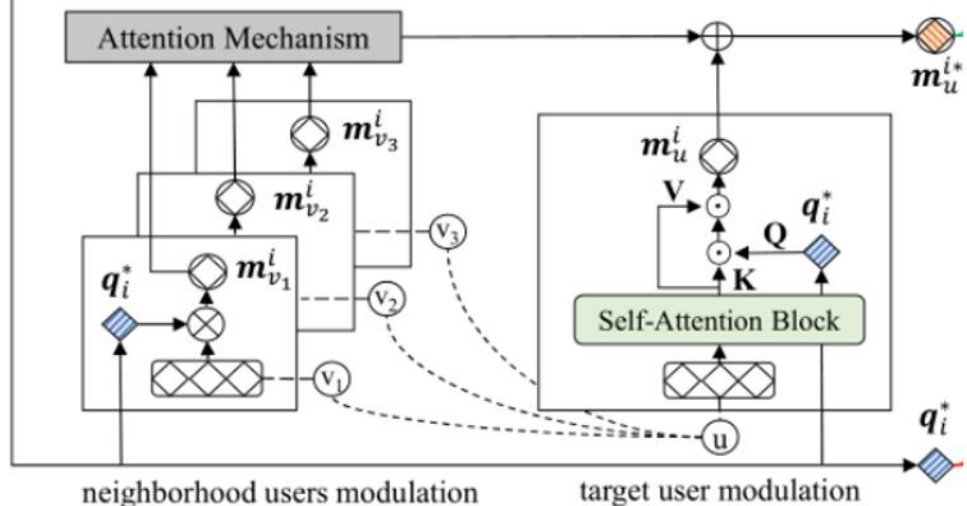 Attention Mechanism
m_u^{i*}
m_{v_3}^i
m_u^i
m_{v_2}^i
V
q_i^*
v_3
Q
m_{v_1}^i
q_i^*
K
v_2
Self-Attention Block
v_1
q_i^*
u
neighborhood users modulation
target user modulation